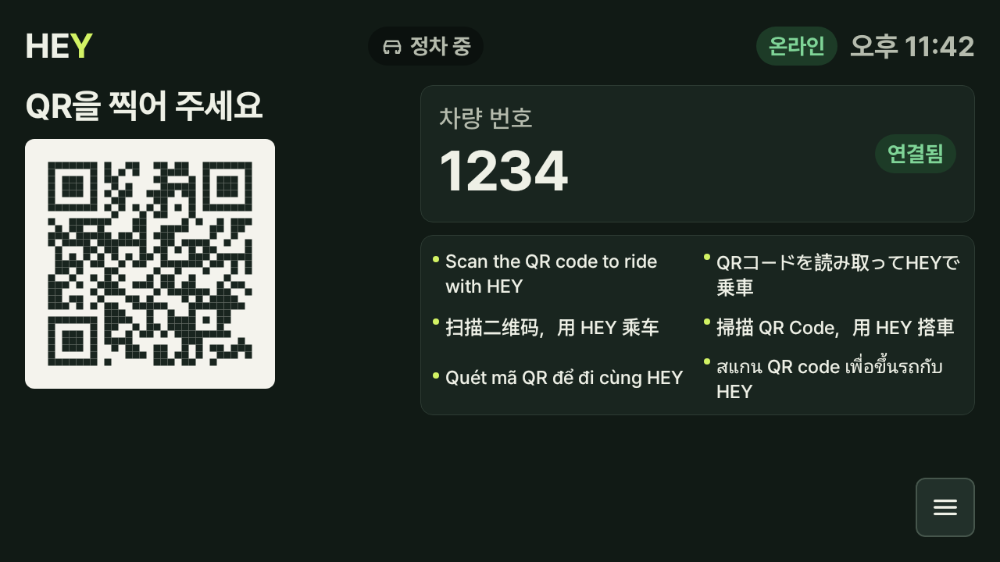 HEY
정차 중
온라인
오후 11:42
QR을 찍어 주세요
차량 번호
1234
연결됨
Scan the QR code to ride
with HEY
QRコードを読み取ってHEYで
乗車
扫描二维码，用 HEY 乘车
掃描 QR Code，用 HEY 搭車
Quét mã QR để đi cùng HEY
สแกน QR code เพื่อขึ้นรถกับ
HEY